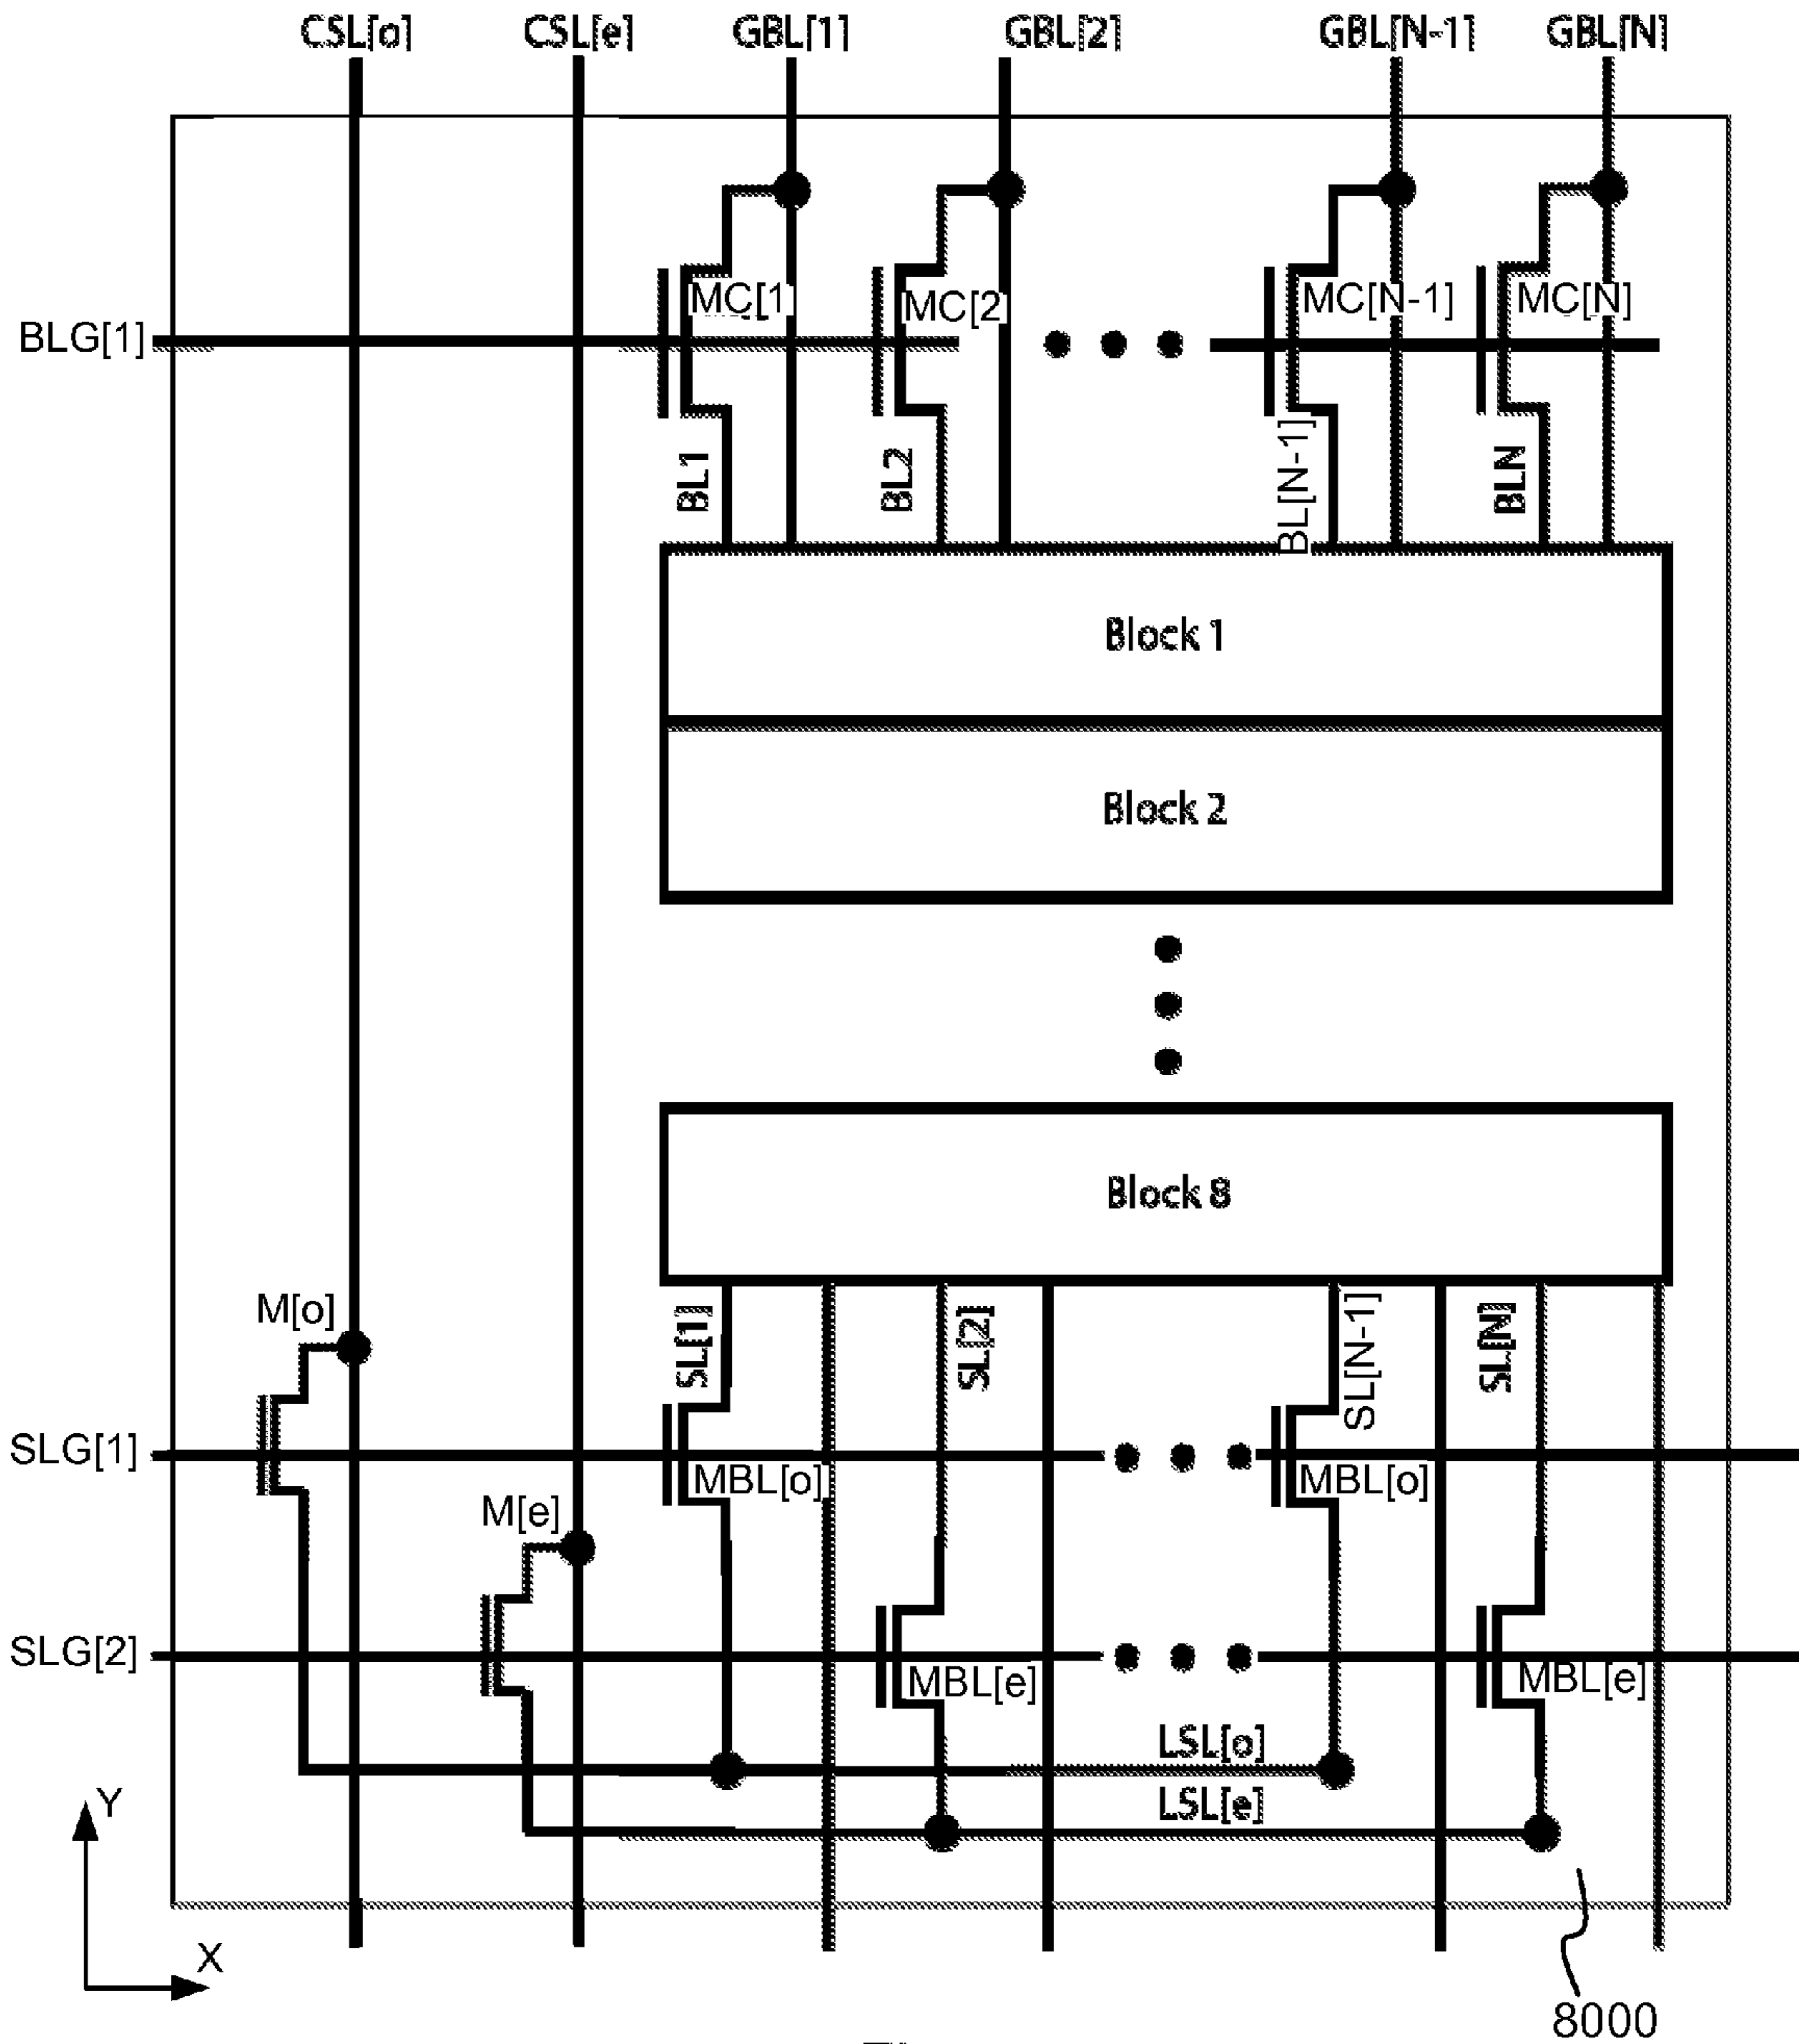 CSL[o] CSL[e] GBL[1] GBL[2] GBL[N-1] GBL[N]
MC[1] MC[2 MC[N-1] MC[N]
BLG[1]
BL1 BL2 BL[N-1] BLN
Block 1
Block 2
Block 8
M[o] SL[1] SL[2] SL[N-1] SL[N]
SLG[1]
MBL[o] MBL[o]
M[e]
SLG[2]
MBL[e] MBL[e]
LSL[o]
LSL[e]
Y
X
8000